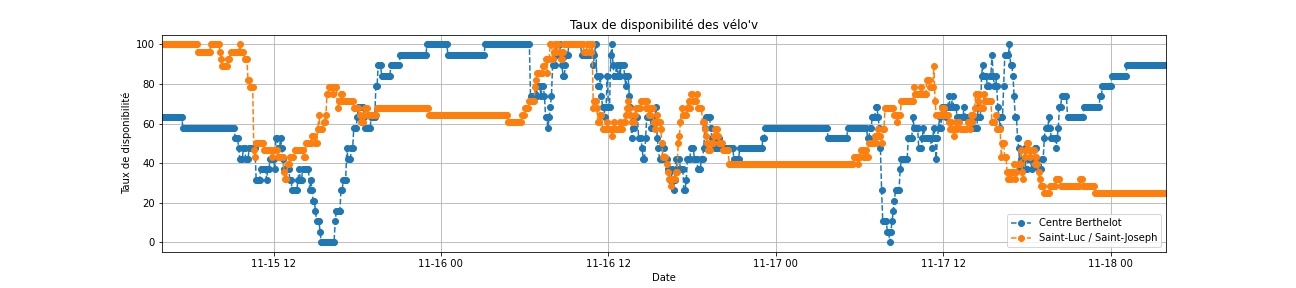 Taux de disponibilité des vélo'v
Taux de disponibilité
100
80
60
40
20
0
11-15 12
11-16 00
11-16 12
11-17 00
11-17 12
11-18 00
Date
Centre Berthelot
Saint-Luc / Saint-Joseph